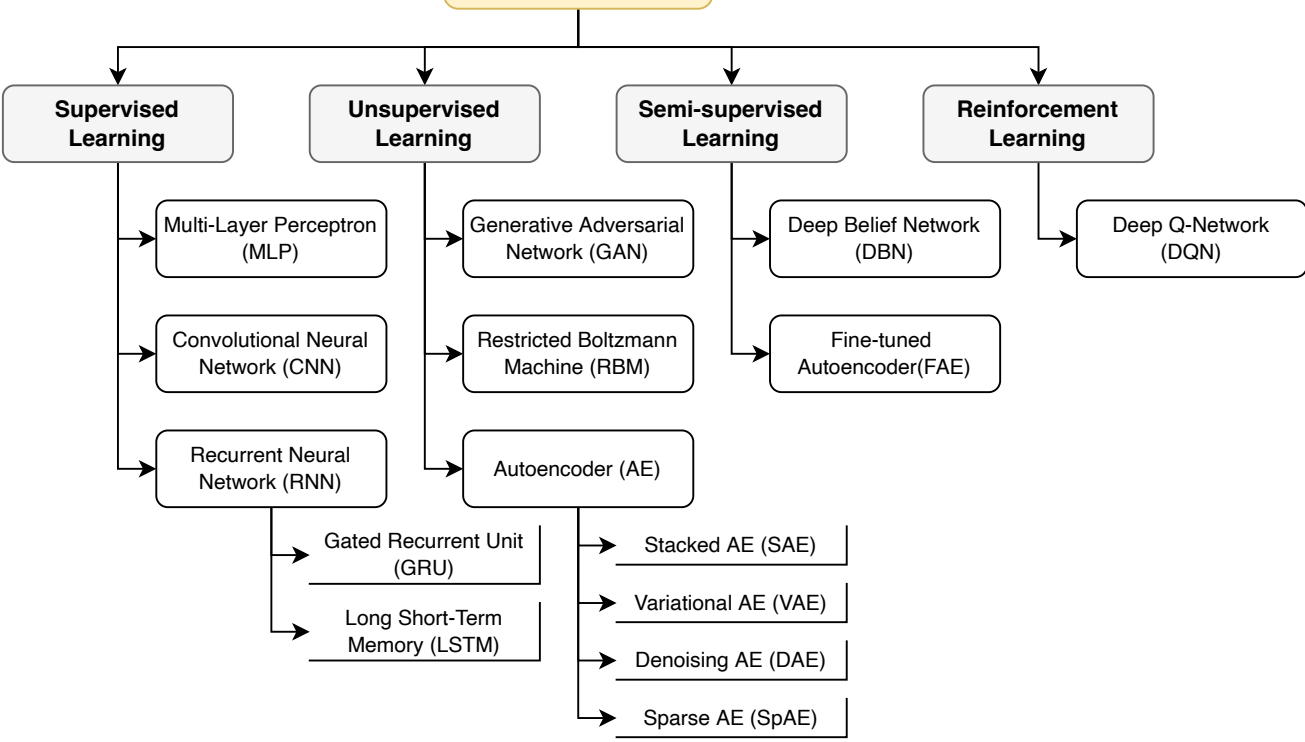 Supervised
Learning
Unsupervised
Learning
Semi-supervised
Learning
Reinforcement
Learning
Multi-Layer Perceptron
(MLP)
Generative Adversarial
Network (GAN)
Deep Belief Network
(DBN)
Deep Q-Network
(DQN)
Convolutional Neural
Network (CNN)
Restricted Boltzmann
Machine (RBM)
Fine-tuned
Autoencoder(FAE)
Recurrent Neural
Network (RNN)
Autoencoder (AE)
Gated Recurrent Unit
(GRU)
Long Short-Term
Memory (LSTM)
Stacked AE (SAE)
Variational AE (VAE)
Denoising AE (DAE)
Sparse AE (SpAE)